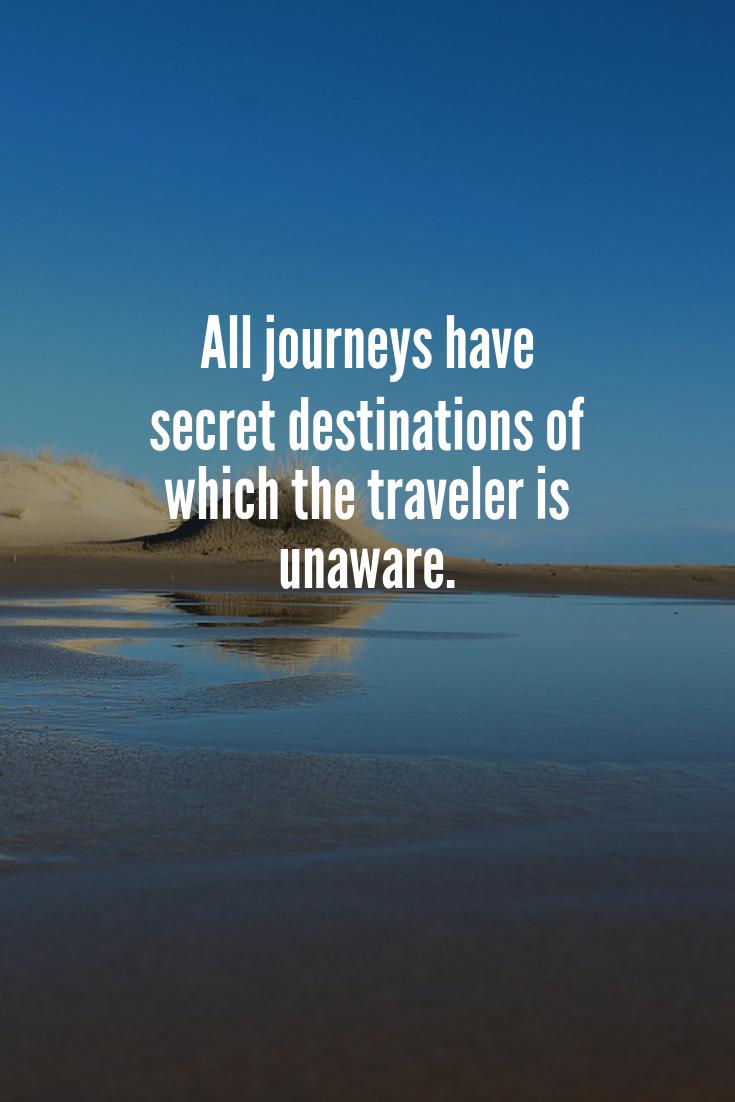 All journeys have
secret destinations of
which the traveler is
unaware.